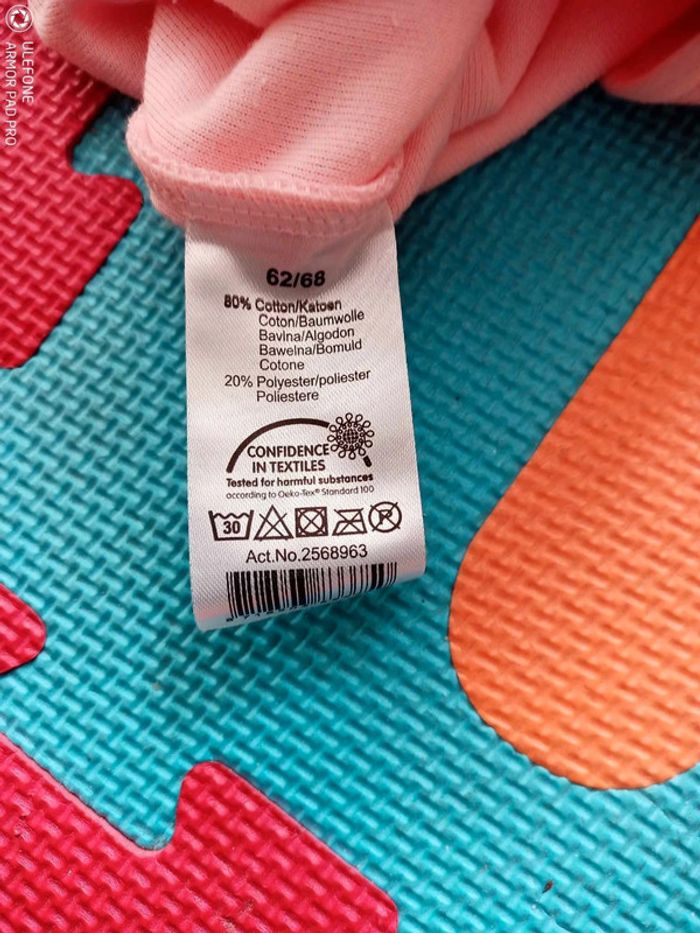 ULEFONE
ARMOR PAD PRO
62/68
80% Cotton/Katoen
Coton/Baumwolle
Bavlna/Algodon
Bawelna/Bomuld
Cotone
20% Polyester/poliester
Poliestere
CONFIDENCE
IN TEXTILES
Tested for harmful substances
according to Oeko-Tex® Standard 100
30
P
Act.No.2568963